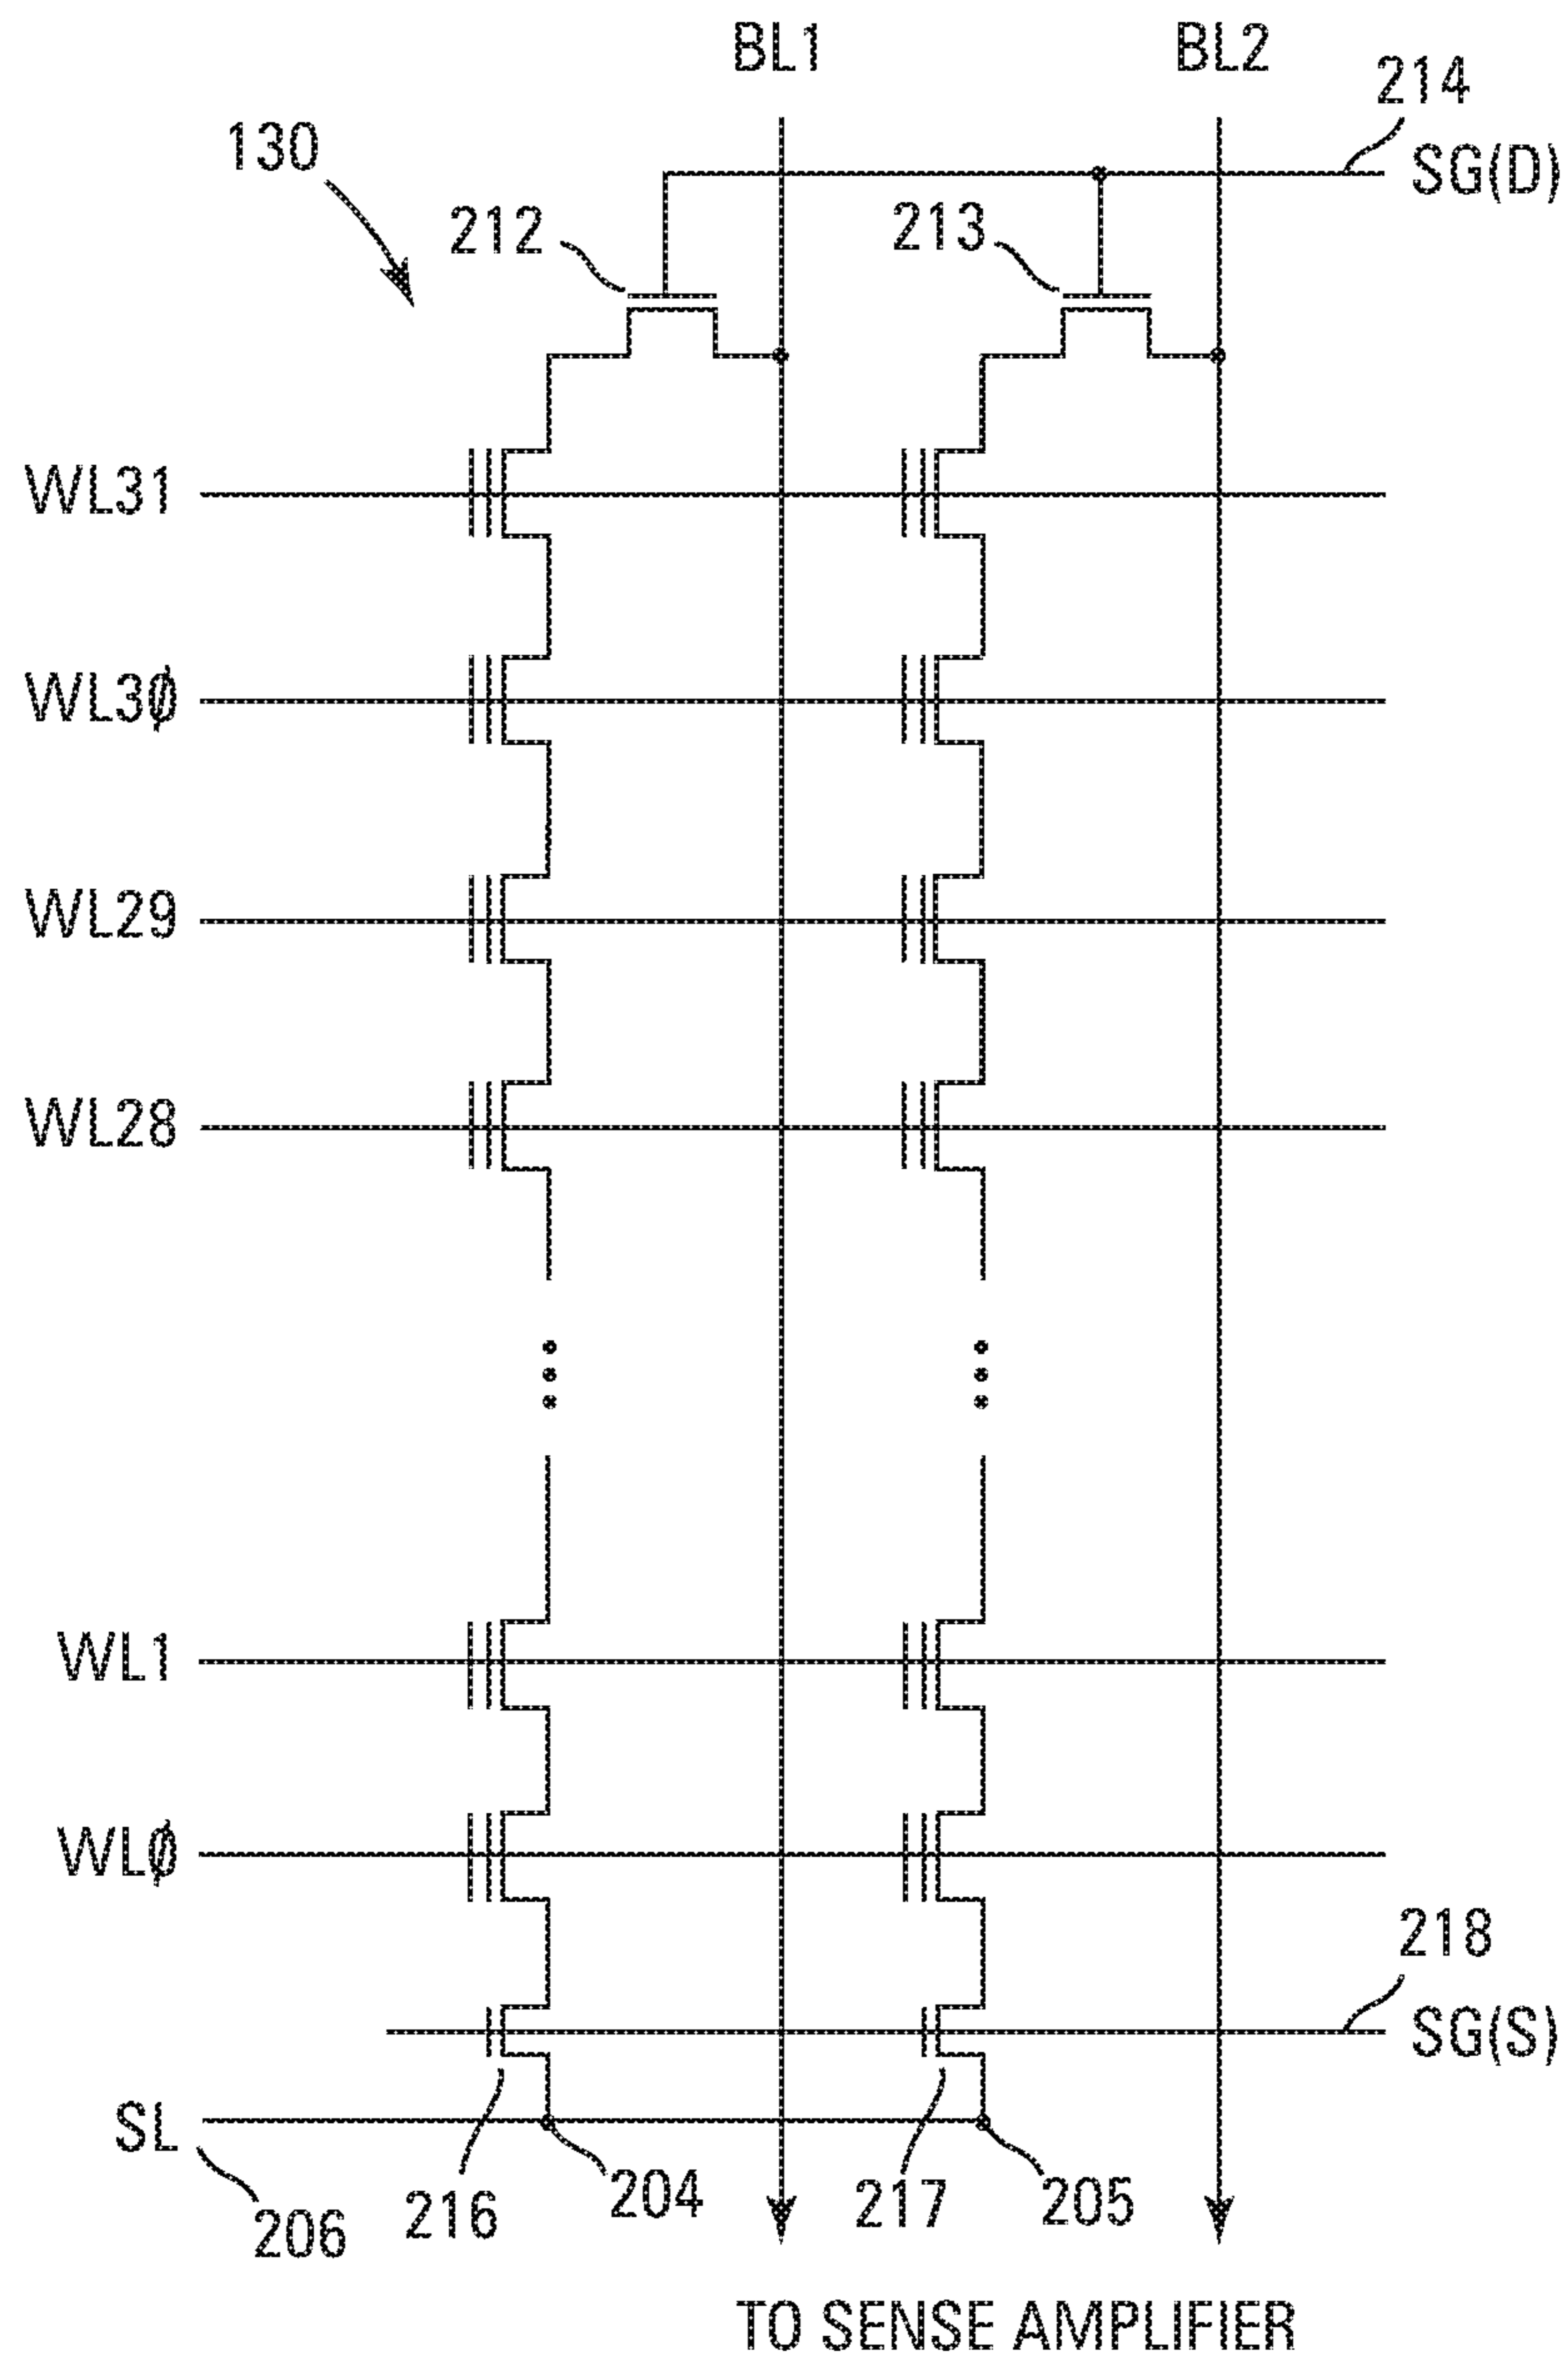 BL1
BL2
214
SG(D)
130
212
213
WL31
WL3Ø
WL29
WL28
WL1
WLØ
218
SG(S)
SL
206
216
204
217
205
TO SENSE AMPLIFIER